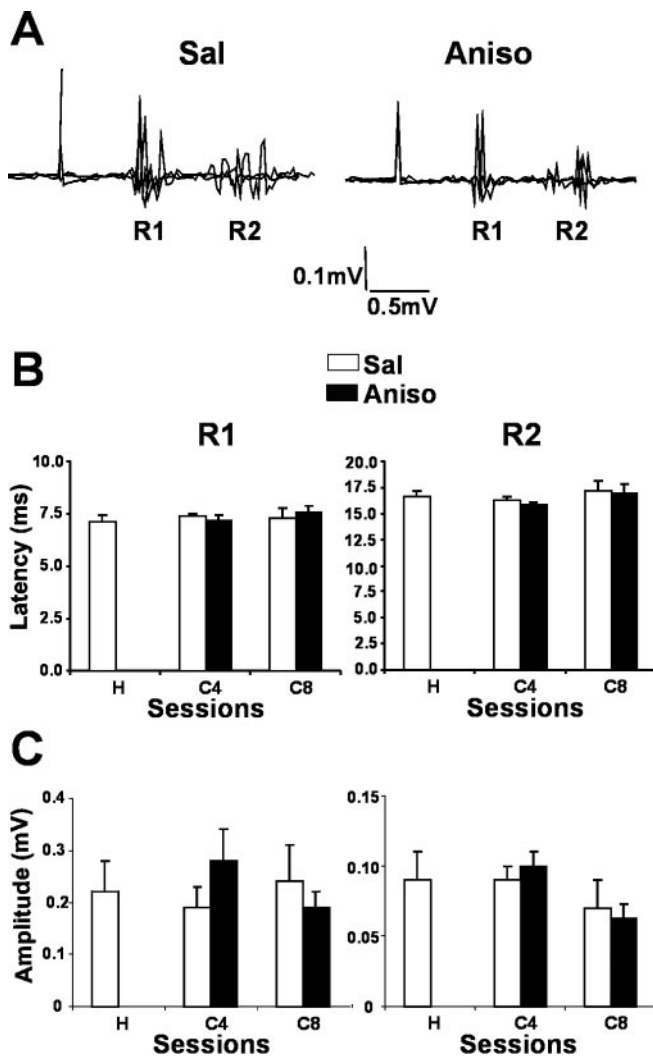 A
Sal Aniso
R1 R2 R1 R2
0.1mV
0.5mV
B
Sal
Aniso
R1 R2
Latency (ms)
10.0
7.5
5.0
2.5
0.0
H C4 C8
Sessions
20.0
17.5
15.0
12.5
10.0
7.5
5.0
2.5
0.0
H C4 C8
Sessions
C
Amplitude (mV)
0.4
0.3
0.2
0.1
0
H C4 C8
Sessions
0.15
0.10
0.05
0
H C4 C8
Sessions